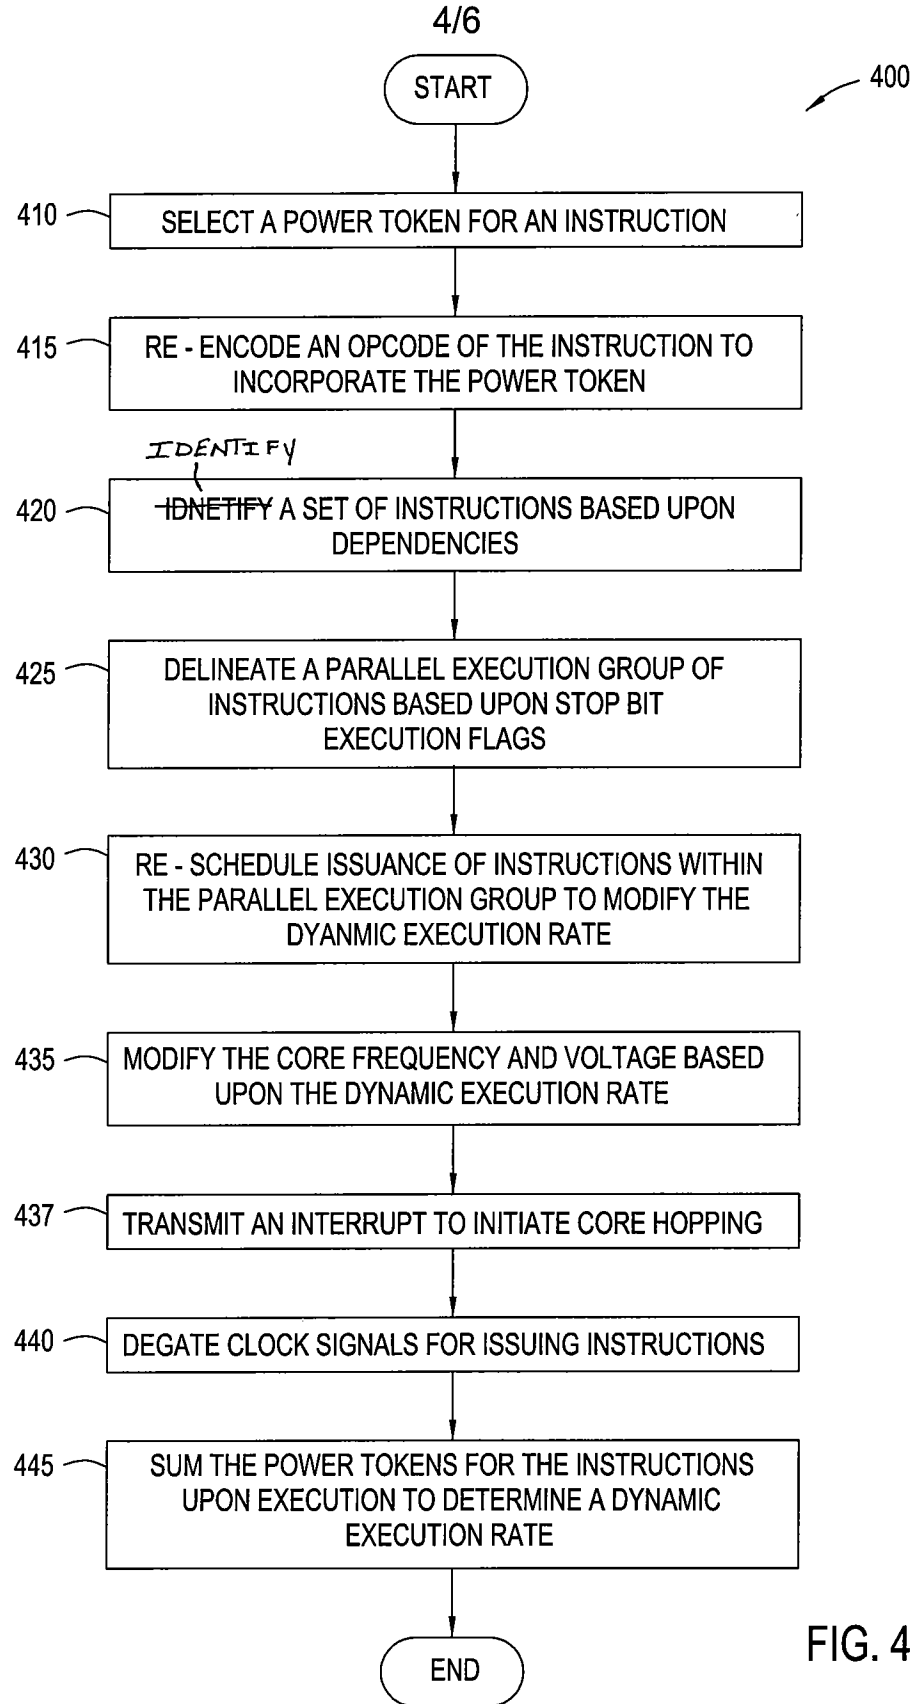 4/6
START
400
410
SELECT A POWER TOKEN FOR AN INSTRUCTION
415
RE - ENCODE AN OPCODE OF THE INSTRUCTION TO
INCORPORATE THE POWER TOKEN
IDENTIFY
420
IDNETIFY A SET OF INSTRUCTIONS BASED UPON
DEPENDENCIES
425
DELINEATE A PARALLEL EXECUTION GROUP OF
INSTRUCTIONS BASED UPON STOP BIT
EXECUTION FLAGS
430
RE - SCHEDULE ISSUANCE OF INSTRUCTIONS WITHIN
THE PARALLEL EXECUTION GROUP TO MODIFY THE
DYANMIC EXECUTION RATE
435
MODIFY THE CORE FREQUENCY AND VOLTAGE BASED
UPON THE DYNAMIC EXECUTION RATE
437
TRANSMIT AN INTERRUPT TO INITIATE CORE HOPPING
440
DEGATE CLOCK SIGNALS FOR ISSUING INSTRUCTIONS
445
SUM THE POWER TOKENS FOR THE INSTRUCTIONS
UPON EXECUTION TO DETERMINE A DYNAMIC
EXECUTION RATE
END
FIG. 4